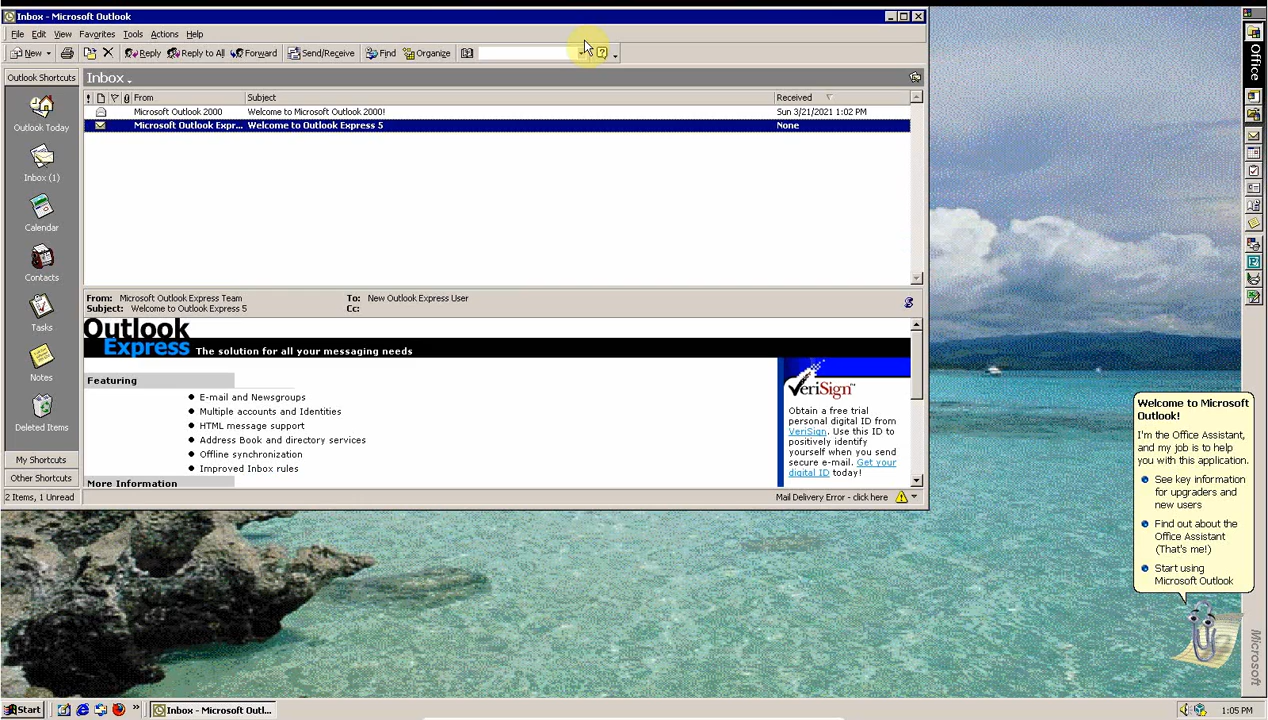 Inbox - Microsoft Outlook
File Edit View Favorites Tools Actions Help
New Reply Reply to All Forward Send/Receive Find Organize
Outlook Shortcuts
Inbox
! From Subject Received
Microsoft Outlook 2000 Welcome to Microsoft Outlook 2000! Sun 3/21/2021 1:02 PM
Microsoft Outlook Expr... Welcome to Outlook Express 5 None
Outlook Today
Inbox (1)
Calendar
Contacts
Tasks
Notes
Deleted Items
My Shortcuts
Other Shortcuts
From: Microsoft Outlook Express Team To: New Outlook Express User
Subject: Welcome to Outlook Express 5 Cc:
Outlook
Express The solution for all your messaging needs
Featuring
E-mail and Newsgroups
Multiple accounts and Identities
HTML message support
Address Book and directory services
Offline synchronization
Improved Inbox rules
More Information
VeriSign™
Obtain a free trial
personal digital ID from
VeriSign. Use this ID to
positively identify
yourself when you send
secure e-mail. Get your
digital ID today!
2 Items, 1 Unread Mail Delivery Error - click here
Office
Welcome to Microsoft
Outlook!
I'm the Office Assistant,
and my job is to help
you with this application.
See key information
for upgraders and
new users
Find out about the
Office Assistant
(That's me!)
Start using
Microsoft Outlook
Microsoft
Start » Inbox - Microsoft Outl... 1:05 PM